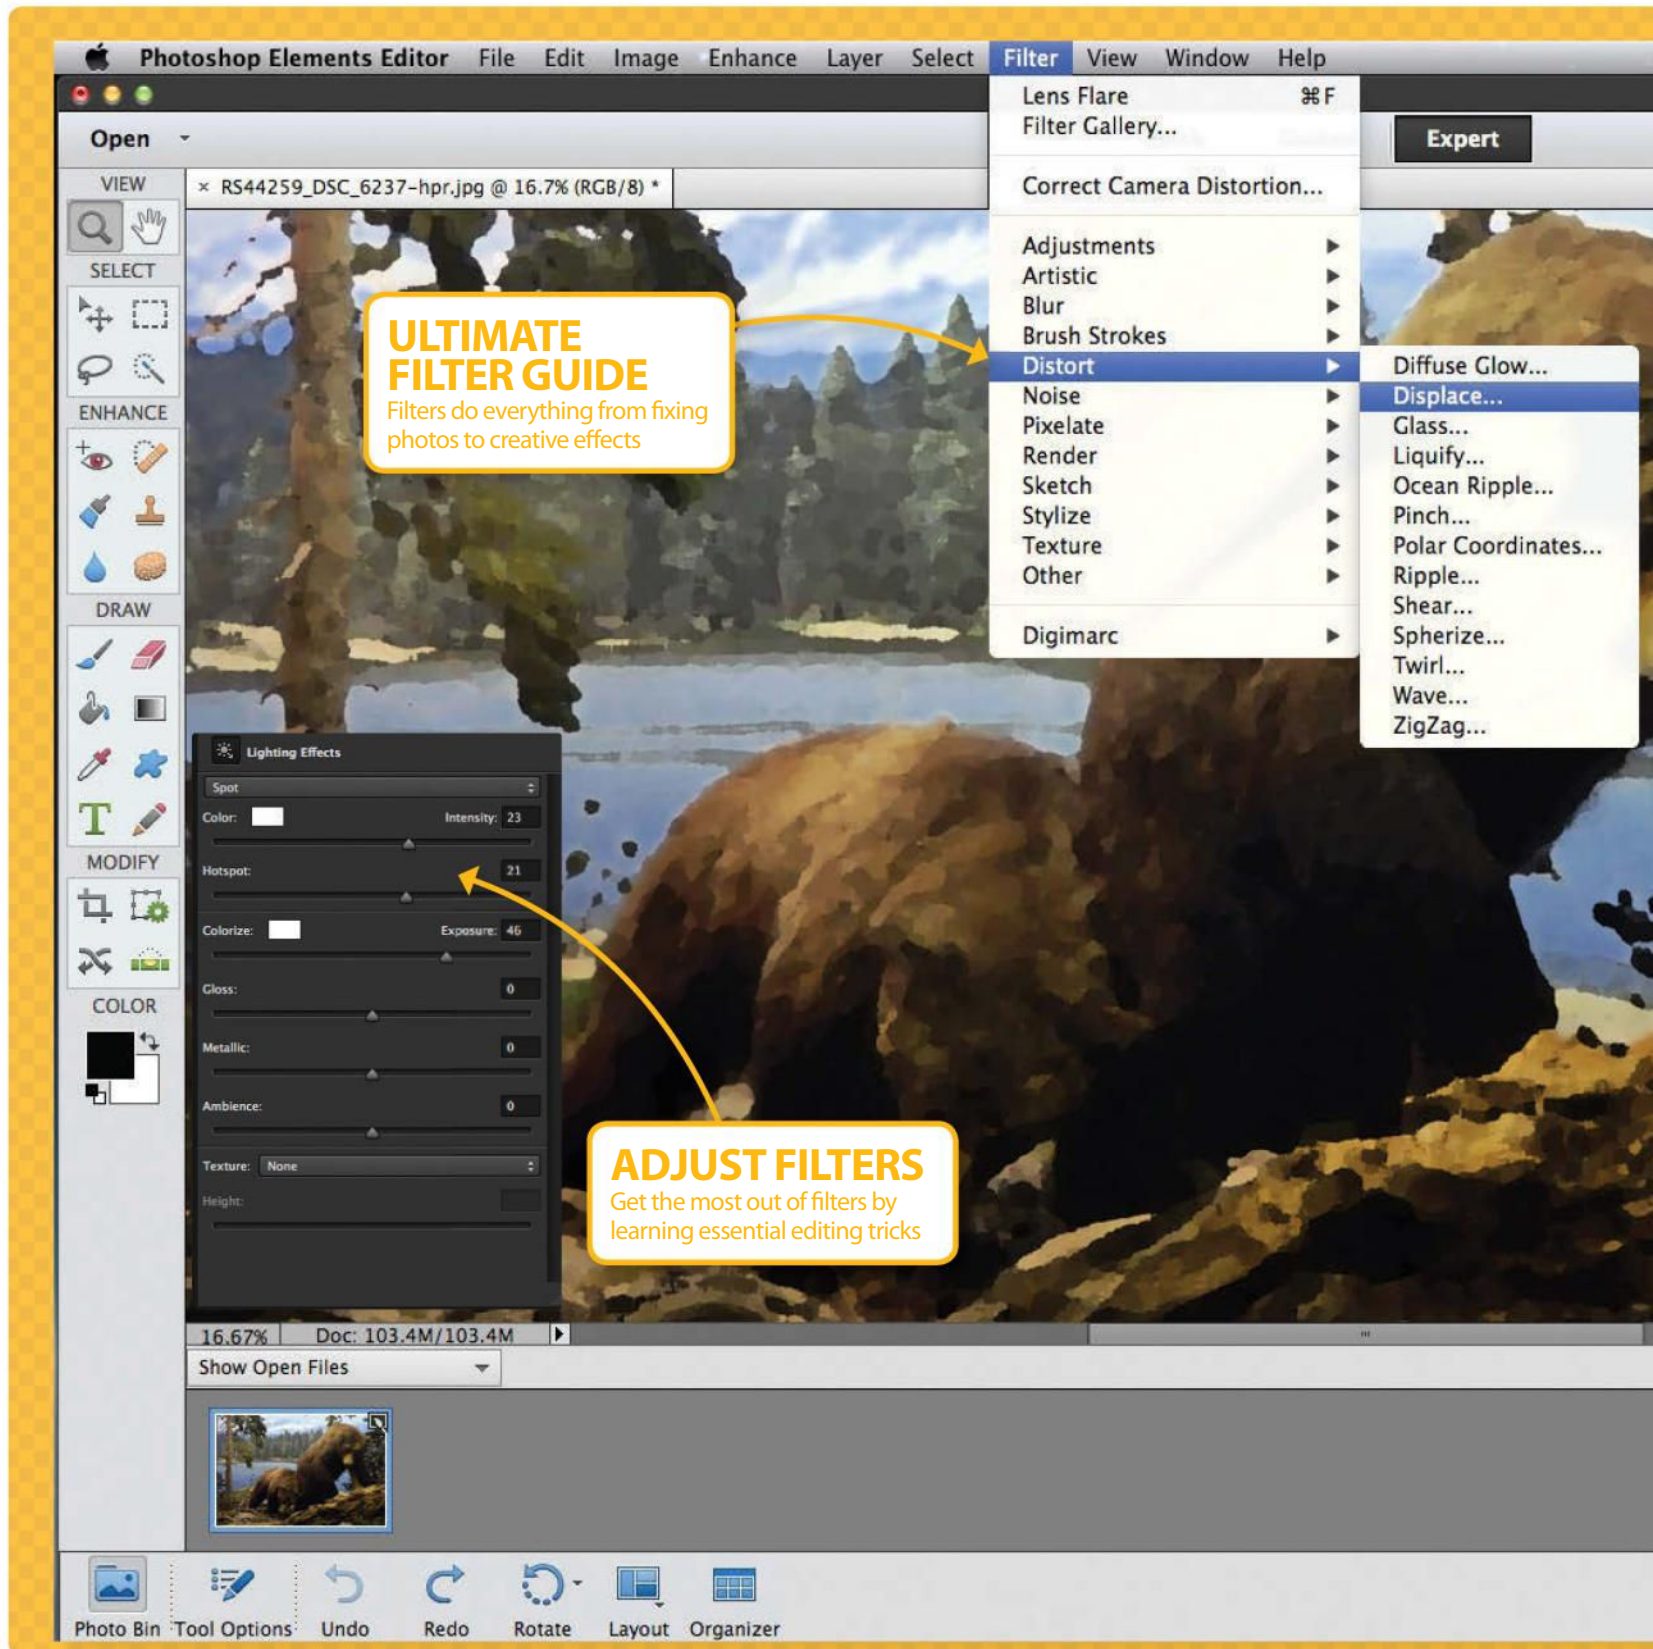 Photoshop Elements Editor File Edit Image Enhance Layer Select Filter View Window Help
Open
Expert
× RS44259_DSC_6237-hpr.jpg @ 16.7% (RGB/8) *
VIEW
SELECT
ENHANCE
DRAW
T
MODIFY
COLOR
Lens Flare ⌘F
Filter Gallery...
Correct Camera Distortion...
Adjustments
Artistic
Blur
Brush Strokes
Distort
Noise
Pixelate
Render
Sketch
Stylize
Texture
Other
Digimarc
Diffuse Glow...
Displace...
Glass...
Liquify...
Ocean Ripple...
Pinch...
Polar Coordinates...
Ripple...
Shear...
Spherize...
Twirl...
Wave...
ZigZag...
ULTIMATE
FILTER GUIDE
Filters do everything from fixing
photos to creative effects
Lighting Effects
Spot
Color: Intensity: 23
Hotspot: 21
Colorize: Exposure: 46
Gloss: 0
Metallic: 0
Ambience: 0
Texture: None
Height:
ADJUST FILTERS
Get the most out of filters by
learning essential editing tricks
16.67% Doc: 103.4M/103.4M
Show Open Files
Photo Bin Tool Options Undo Redo Rotate Layout Organizer